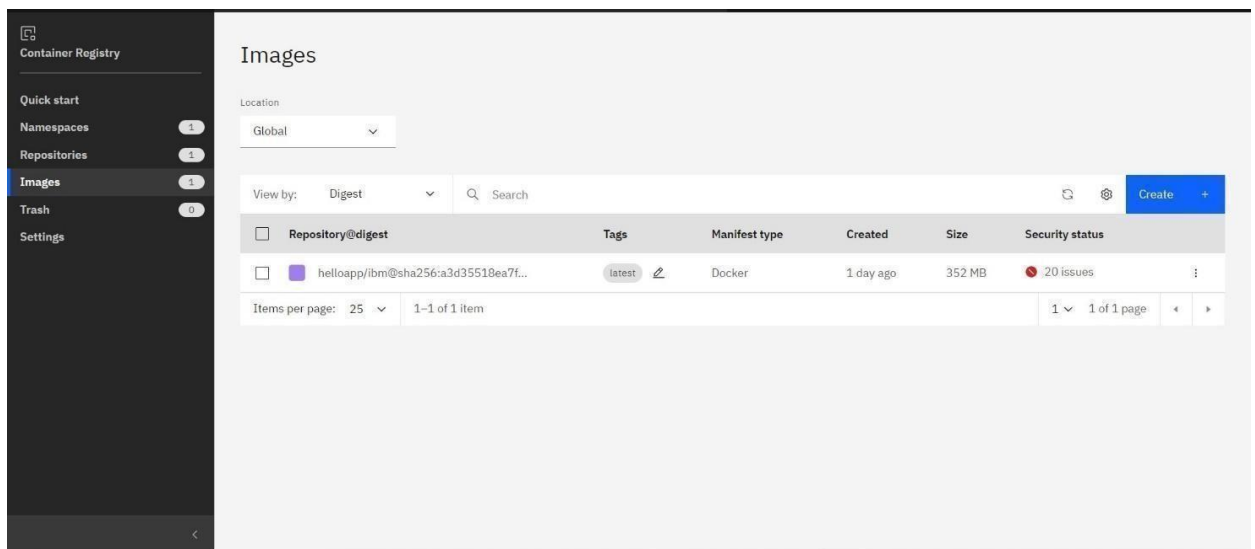 Container Registry
Quick start
Namespaces 1
Repositories 1
Images 1
Trash 0
Settings
Images
Location
Global
View by: Digest Search Create +
Repository@digest Tags Manifest type Created Size Security status
helloapp/ibm@sha256:a3d35518ea7f... latest Docker 1 day ago 352 MB 20 issues
Items per page: 25 1–1 of 1 item 1 1 of 1 page